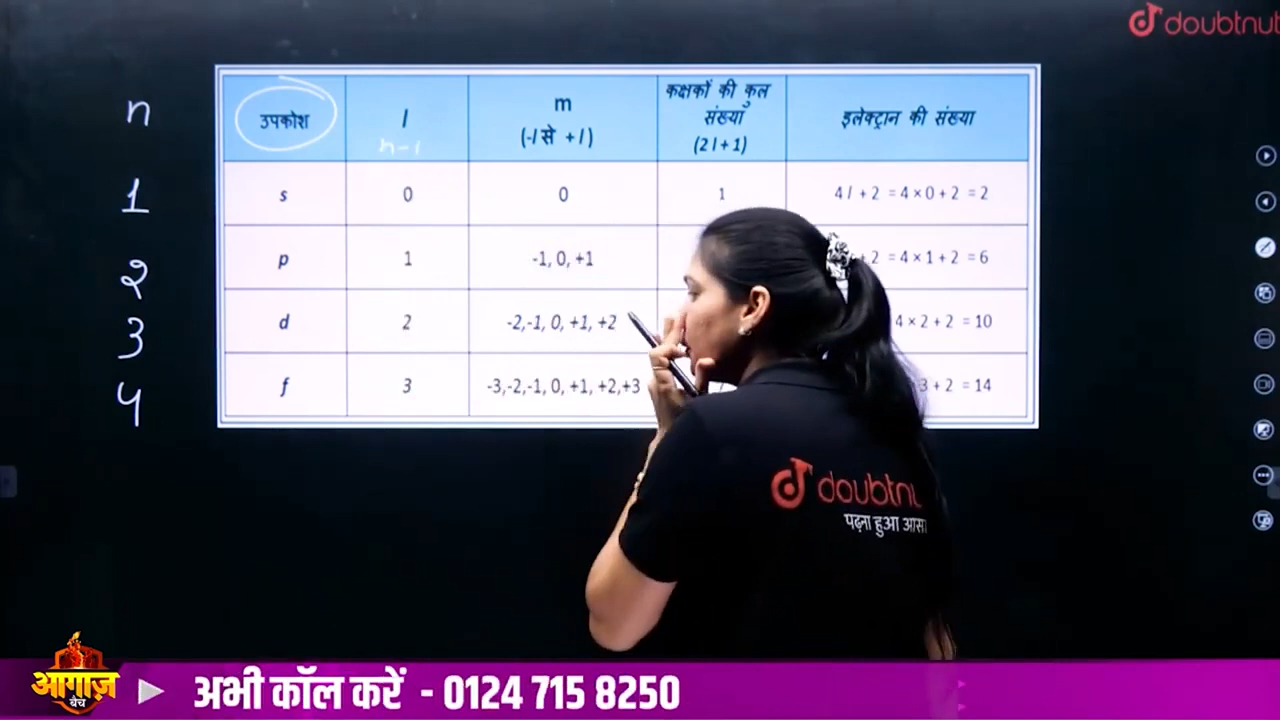 doubtnut
n
उपकोश
l
n-1
m
(-l से +l)
कक्षकों की कुल
संख्या
(2l+1)
इलेक्ट्रान की संख्या
1
s 0 0 1 4l+2 =4×0+2 =2
2
p 1 -1, 0, +1 +2 =4×1+2 =6
3
d 2 -2,-1, 0, +1, +2 4×2+2 =10
4
f 3 -3,-2,-1, 0, +1, +2,+3 3+2 =14
doubtnu
पढ़ना हुआ आसा
आगाज़
बैच
अभी कॉल करें - 0124 715 8250